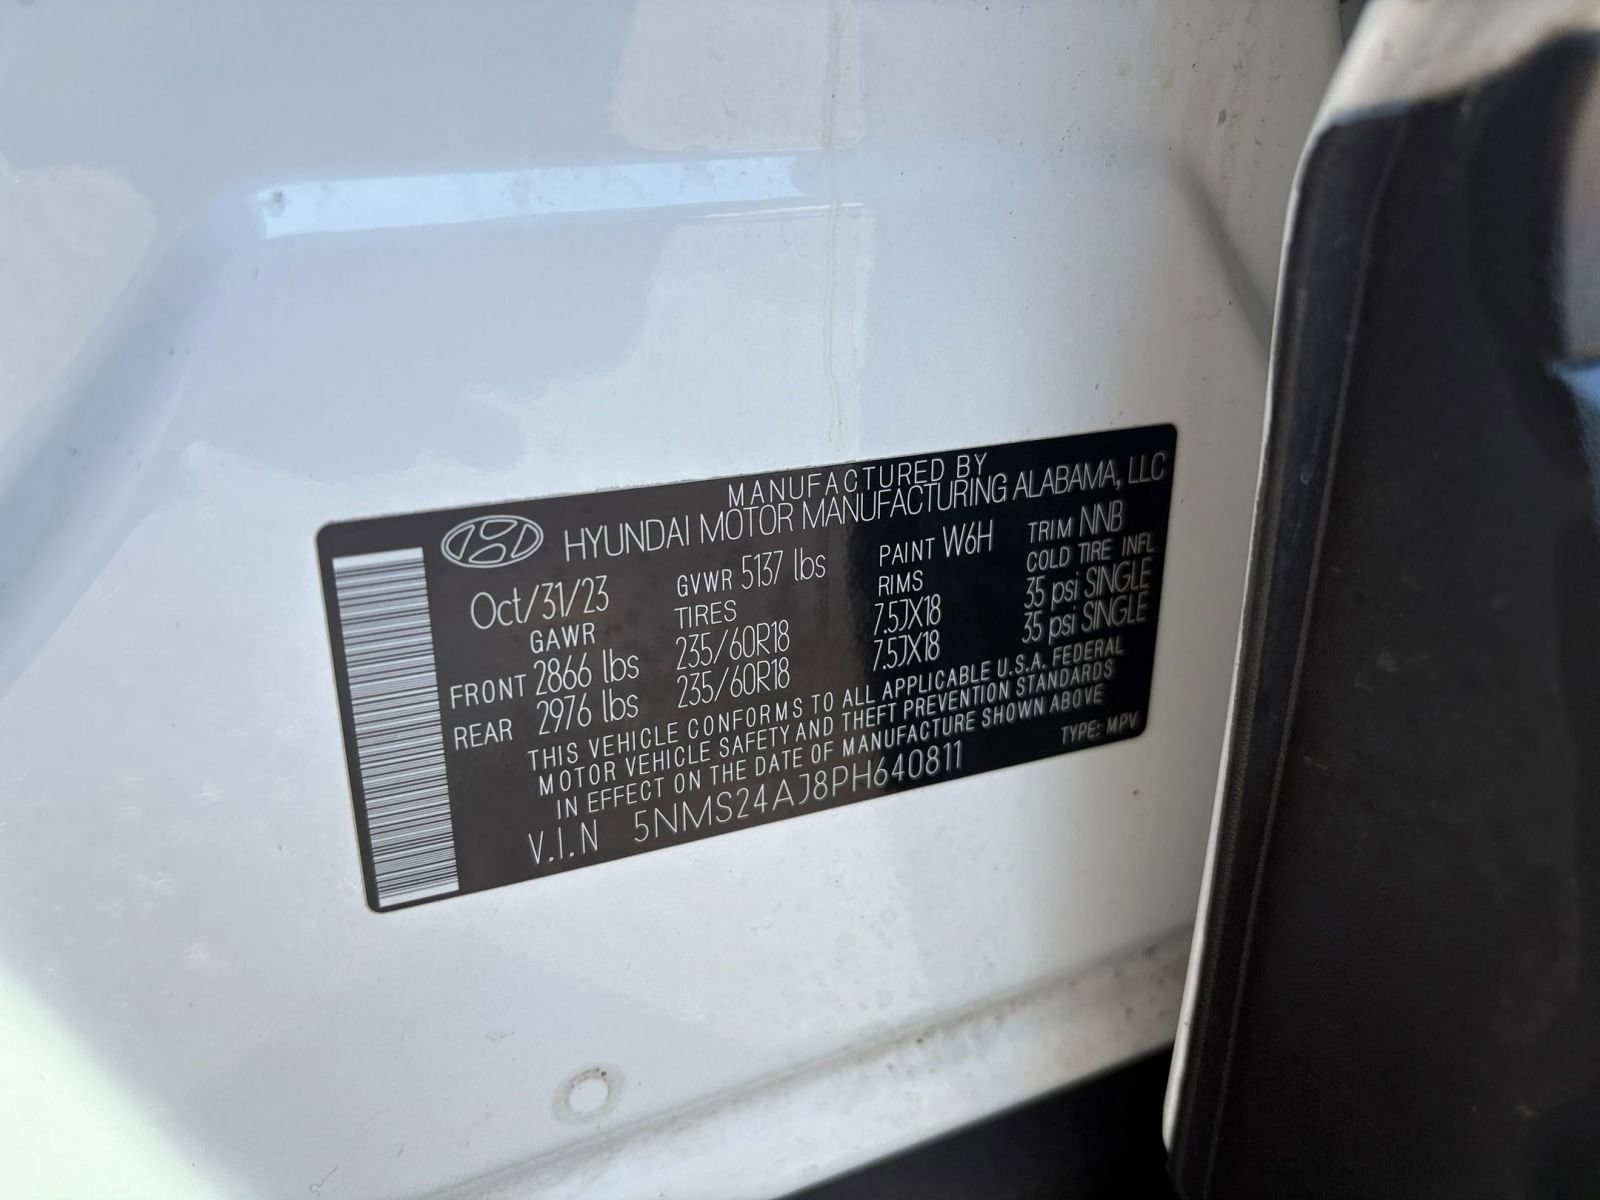 MANUFACTURED BY
HYUNDAI MOTOR MANUFACTURING ALABAMA, LLC
Oct/31/23 GVWR 5137 lbs PAINT W6H TRIM NNB
GAWR TIRES RIMS COLD TIRE INFL
FRONT 2866 lbs 235/60R18 7.5JX18 35 psi SINGLE
REAR 2976 lbs 235/60R18 7.5JX18 35 psi SINGLE
THIS VEHICLE CONFORMS TO ALL APPLICABLE U.S.A. FEDERAL
MOTOR VEHICLE SAFETY AND THEFT PREVENTION STANDARDS
IN EFFECT ON THE DATE OF MANUFACTURE SHOWN ABOVE
V.I.N 5NMS24AJ8PH640811 TYPE: MPV